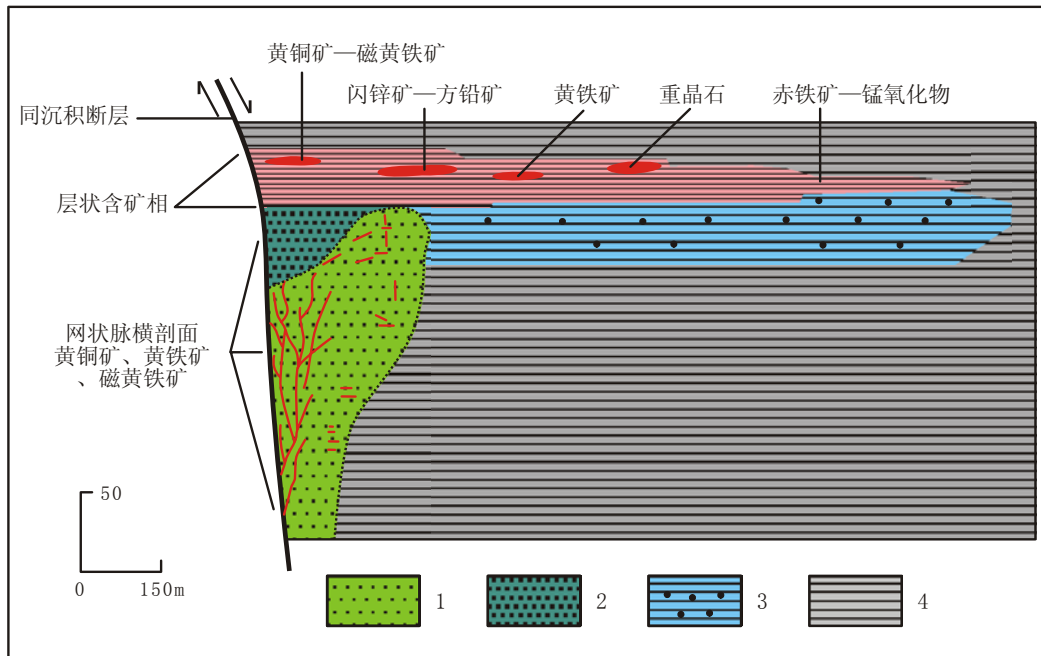 黄铜矿—磁黄铁矿
闪锌矿—方铅矿
黄铁矿
重晶石
赤铁矿—锰氧化物
同沉积断层
层状含矿相
网状脉横剖面
黄铜矿、黄铁矿
、磁黄铁矿
50
0
150m
1
2
3
4